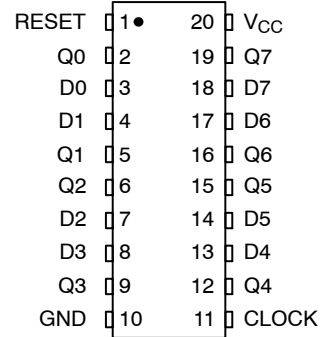 RESET 1 20 VCC
Q0 2 19 Q7
D0 3 18 D7
D1 4 17 D6
Q1 5 16 Q6
Q2 6 15 Q5
D2 7 14 D5
D3 8 13 D4
Q3 9 12 Q4
GND 10 11 CLOCK